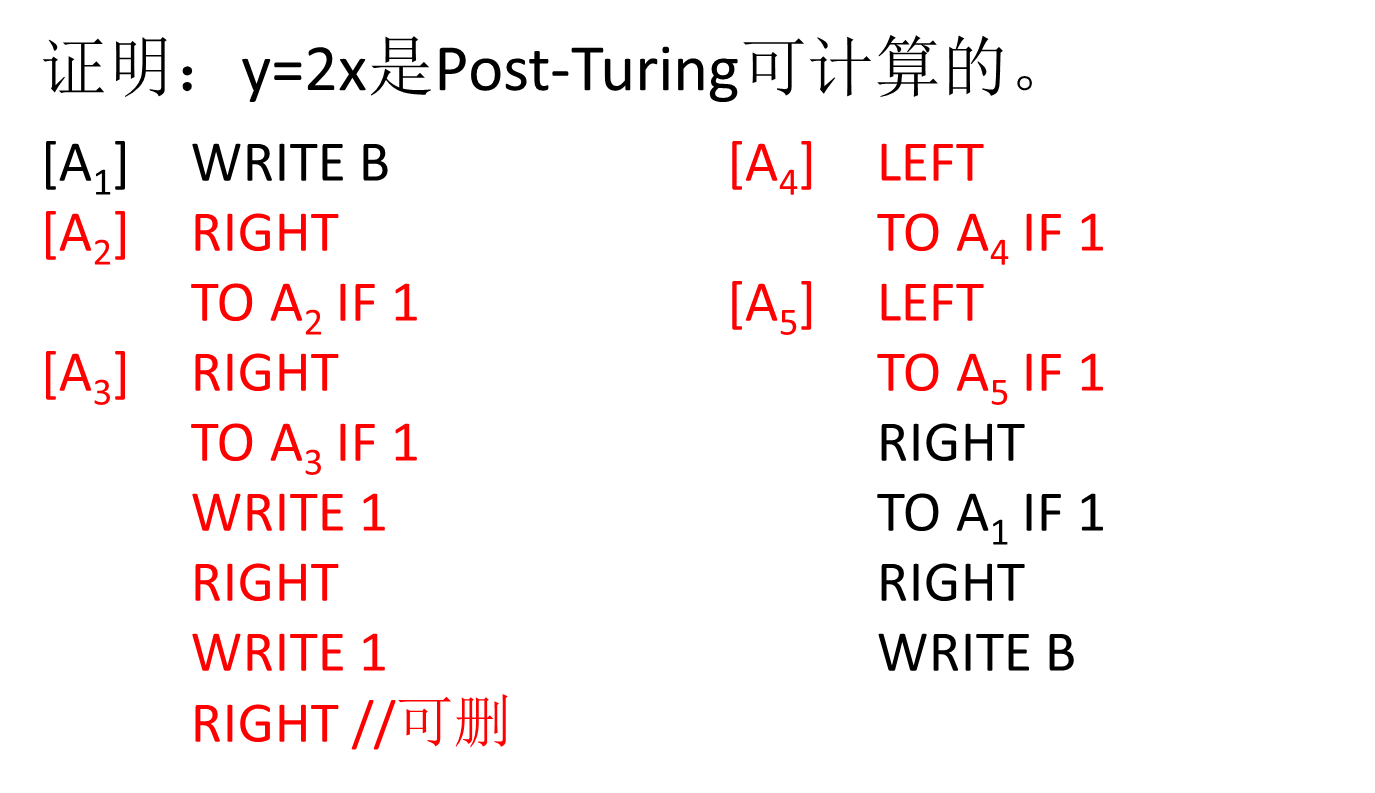 证明：y=2x是Post-Turing可计算的。
[A₁] WRITE B
[A₂] RIGHT
TO A₂ IF 1
[A₃] RIGHT
TO A₃ IF 1
WRITE 1
RIGHT
WRITE 1
RIGHT //可删
[A₄] LEFT
TO A₄ IF 1
[A₅] LEFT
TO A₅ IF 1
RIGHT
TO A₁ IF 1
RIGHT
WRITE B